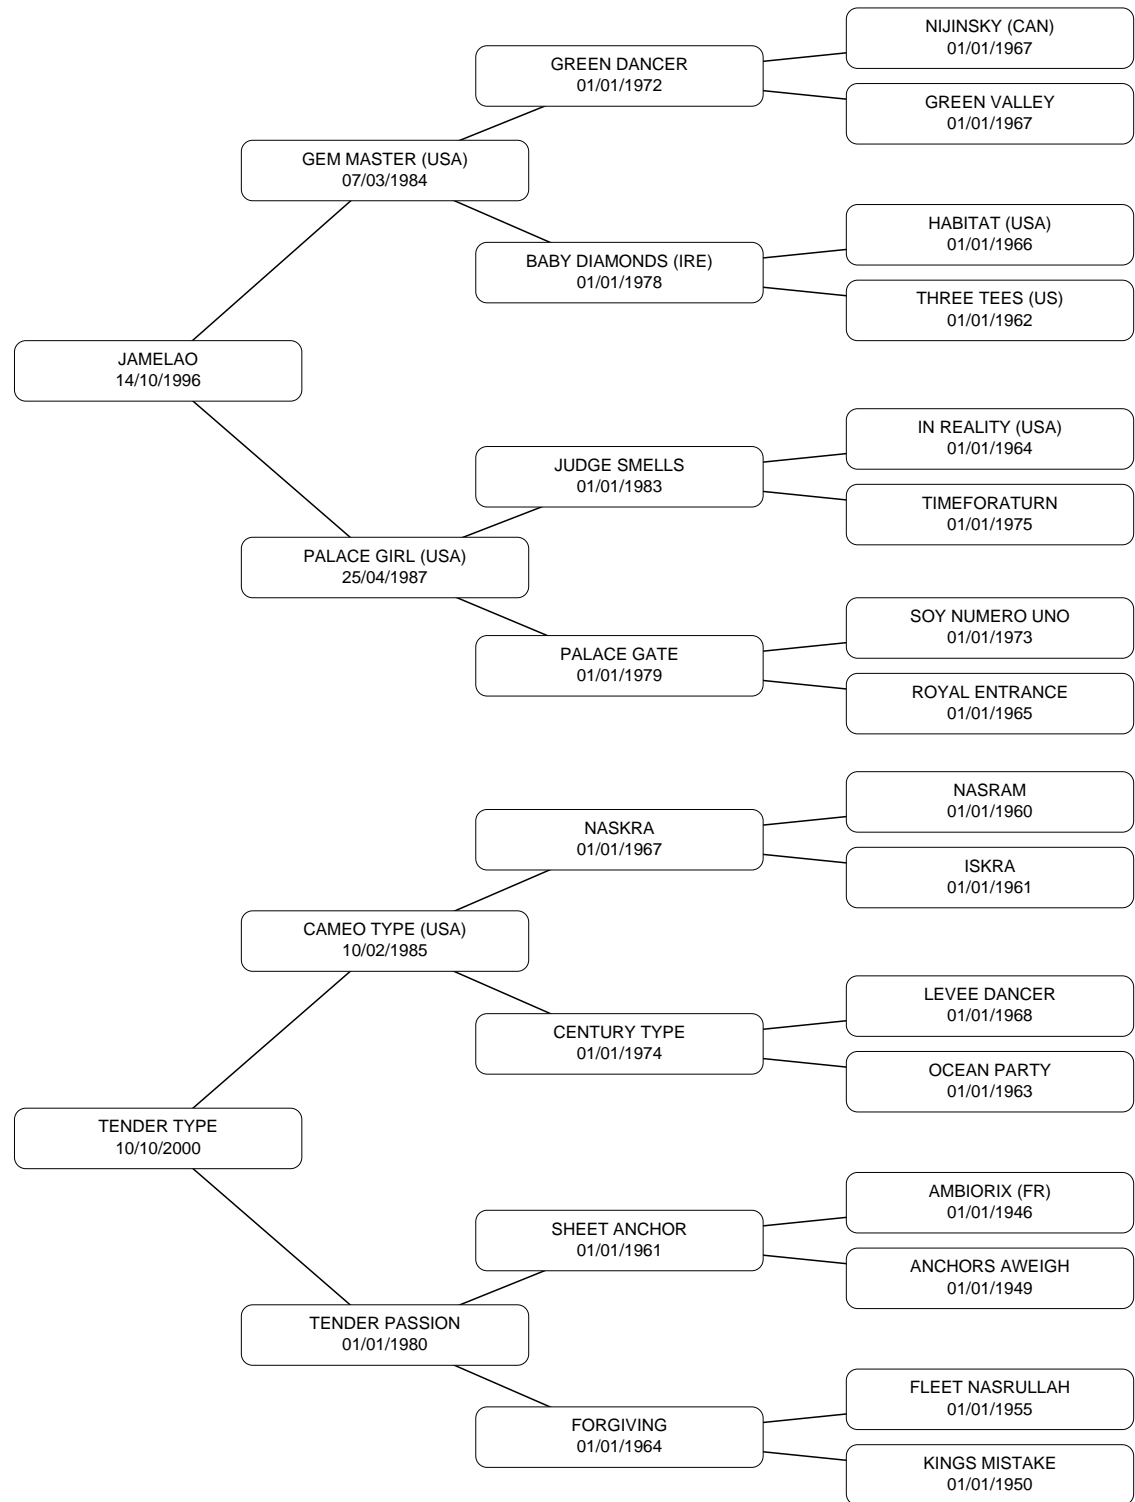 NIJINSKY (CAN)
01/01/1967
GREEN DANCER
01/01/1972
GREEN VALLEY
01/01/1967
GEM MASTER (USA)
07/03/1984
HABITAT (USA)
01/01/1966
BABY DIAMONDS (IRE)
01/01/1978
THREE TEES (US)
01/01/1962
JAMELAO
14/10/1996
IN REALITY (USA)
01/01/1964
JUDGE SMELLS
01/01/1983
TIMEFORATURN
01/01/1975
PALACE GIRL (USA)
25/04/1987
SOY NUMERO UNO
01/01/1973
PALACE GATE
01/01/1979
ROYAL ENTRANCE
01/01/1965
NASRAM
01/01/1960
NASKRA
01/01/1967
ISKRA
01/01/1961
CAMEO TYPE (USA)
10/02/1985
LEVEE DANCER
01/01/1968
CENTURY TYPE
01/01/1974
OCEAN PARTY
01/01/1963
TENDER TYPE
10/10/2000
AMBIORIX (FR)
01/01/1946
SHEET ANCHOR
01/01/1961
ANCHORS AWEIGH
01/01/1949
TENDER PASSION
01/01/1980
FLEET NASRULLAH
01/01/1955
FORGIVING
01/01/1964
KINGS MISTAKE
01/01/1950